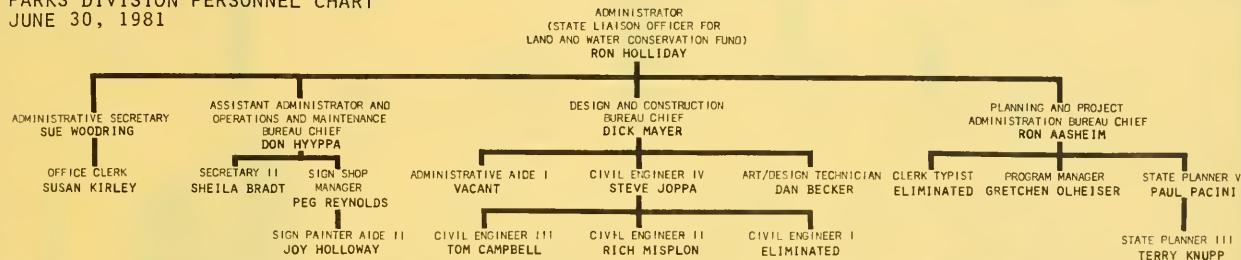 PARKS DIVISION PERSONNEL CHART
JUNE 30, 1981
ADMINISTRATOR
(STATE LIAISON OFFICER FOR
LAND AND WATER CONSERVATION FUND)
RON HOLLIDAY
ADMINISTRATIVE SECRETARY
SUE WOODRING
OFFICE CLERK
SUSAN KIRLEY
ASSISTANT ADMINISTRATOR AND
OPERATIONS AND MAINTENANCE
BUREAU CHIEF
DON HYYPPA
SECRETARY II
SHEILA BRADT
SIGN SHOP
MANAGER
PEG REYNOLDS
SIGN PAINTER AIDE II
JOY HOLLOWAY
DESIGN AND CONSTRUCTION
BUREAU CHIEF
DICK MAYER
ADMINISTRATIVE AIDE I
VACANT
CIVIL ENGINEER IV
STEVE JOPPA
ART/DESIGN TECHNICIAN
DAN BECKER
CIVIL ENGINEER III
TOM CAMPBELL
CIVIL ENGINEER II
RICH MISPLON
CIVIL ENGINEER I
ELIMINATED
PLANNING AND PROJECT
ADMINISTRATION BUREAU CHIEF
RON AASHEIM
CLERK TYPIST
ELIMINATED
PROGRAM MANAGER
GRETCHEN OLHEISER
STATE PLANNER V
PAUL PACINI
STATE PLANNER III
TERRY KNUPP